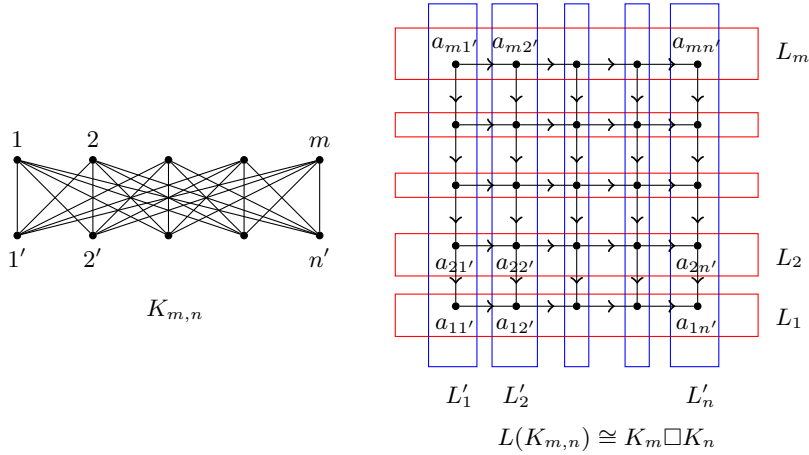 1 2 m
1′ 2′ n′
K_{m,n}
a_{m1′} a_{m2′} a_{mn′} L_m
a_{21′} a_{22′} a_{2n′} L_2
a_{11′} a_{12′} a_{1n′} L_1
L′_1 L′_2 L′_n
L(K_{m,n}) ≅ K_m□K_n